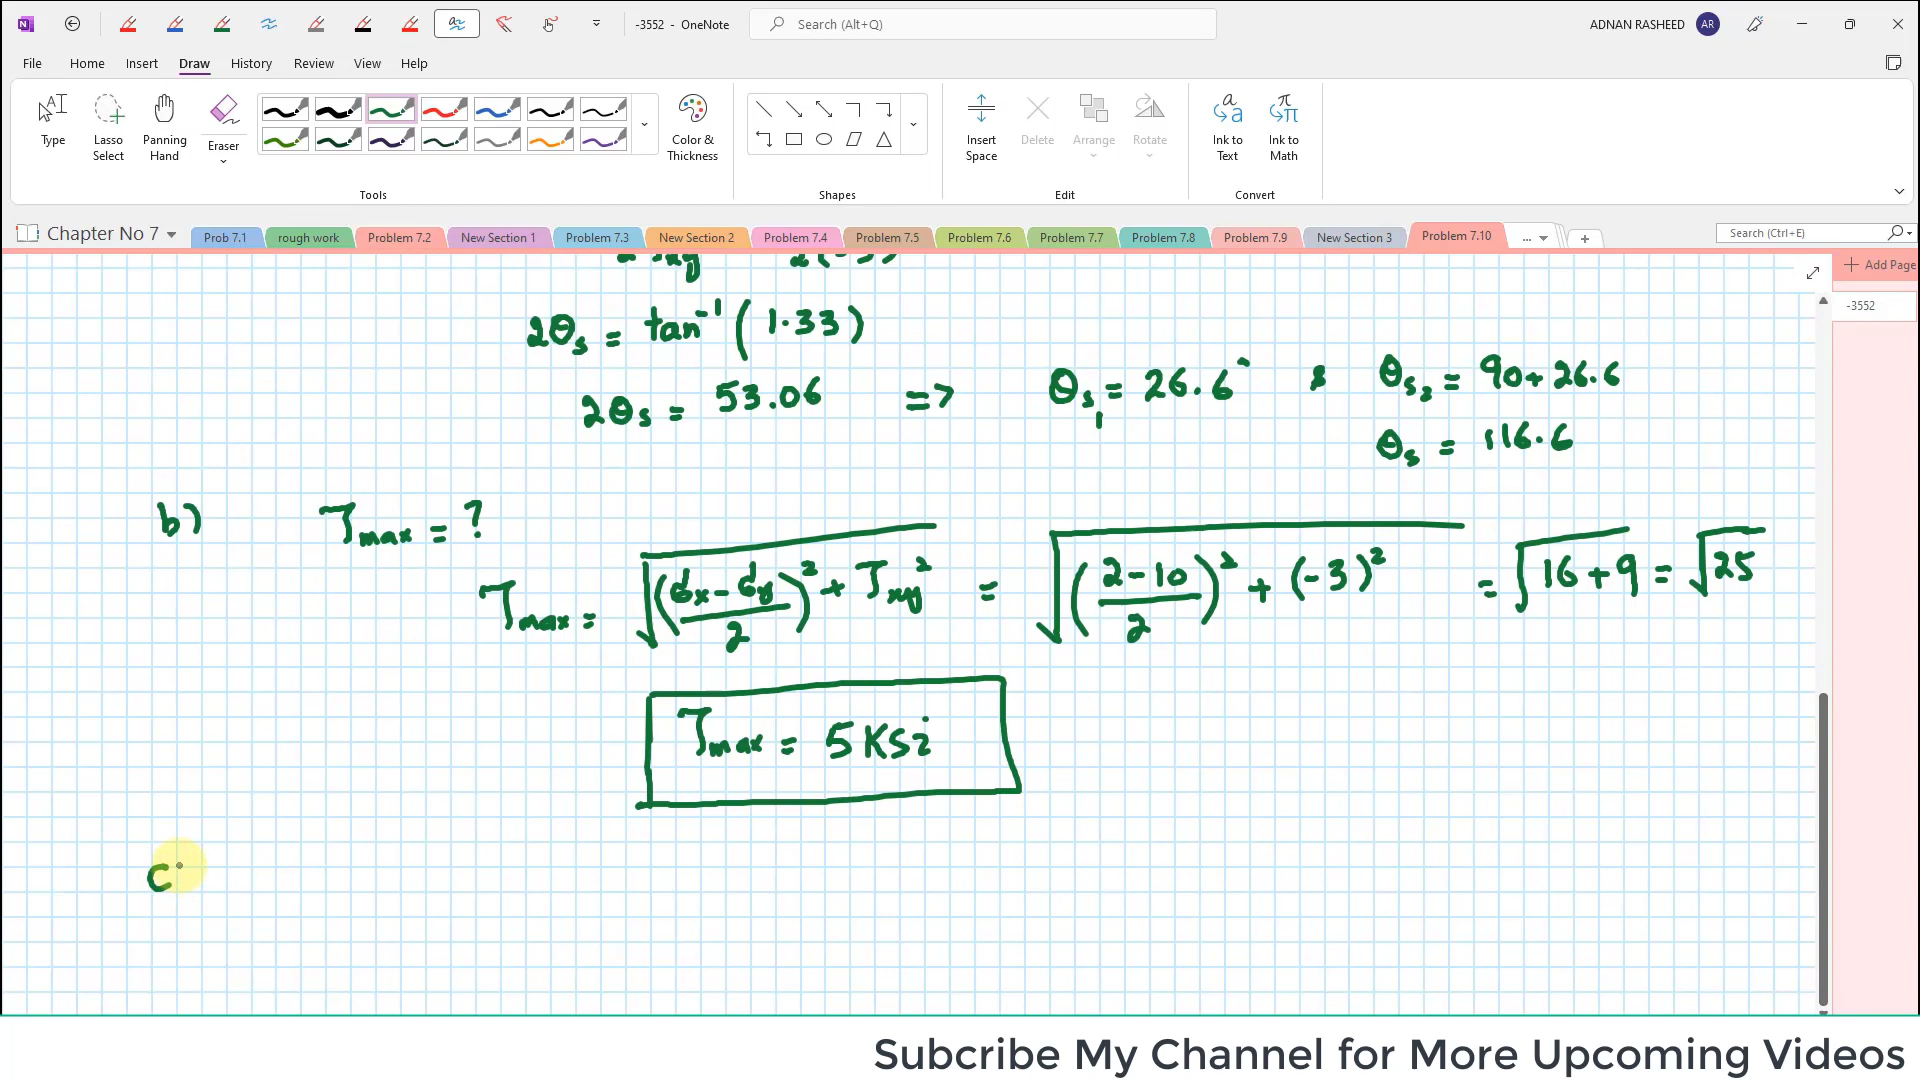 -3552 - OneNote
Search (Alt+Q)
ADNAN RASHEED
AR
File Home Insert Draw History Review View Help
Type
Lasso Select
Panning Hand
Eraser
Color & Thickness
Insert Space
Delete
Arrange
Rotate
Ink to Text
Ink to Math
Tools
Shapes
Edit
Convert
Chapter No 7
Prob 7.1
rough work
Problem 7.2
New Section 1
Problem 7.3
New Section 2
Problem 7.4
Problem 7.5
Problem 7.6
Problem 7.7
Problem 7.8
Problem 7.9
New Section 3
Problem 7.10
...
Search (Ctrl+E)
Add Page
-3552
2θs = tan⁻¹ (1.33)
2θs = 53.06 => θs₁ = 26.6° & θs₂ = 90+26.6
θs = 116.6
b) τmax = ?
τmax = √((σx - σy)/2)² + τxy² = √((2-10)/2)² + (-3)² = √16+9 = √25
τmax = 5 Ksi
c
Subcribe My Channel for More Upcoming Videos